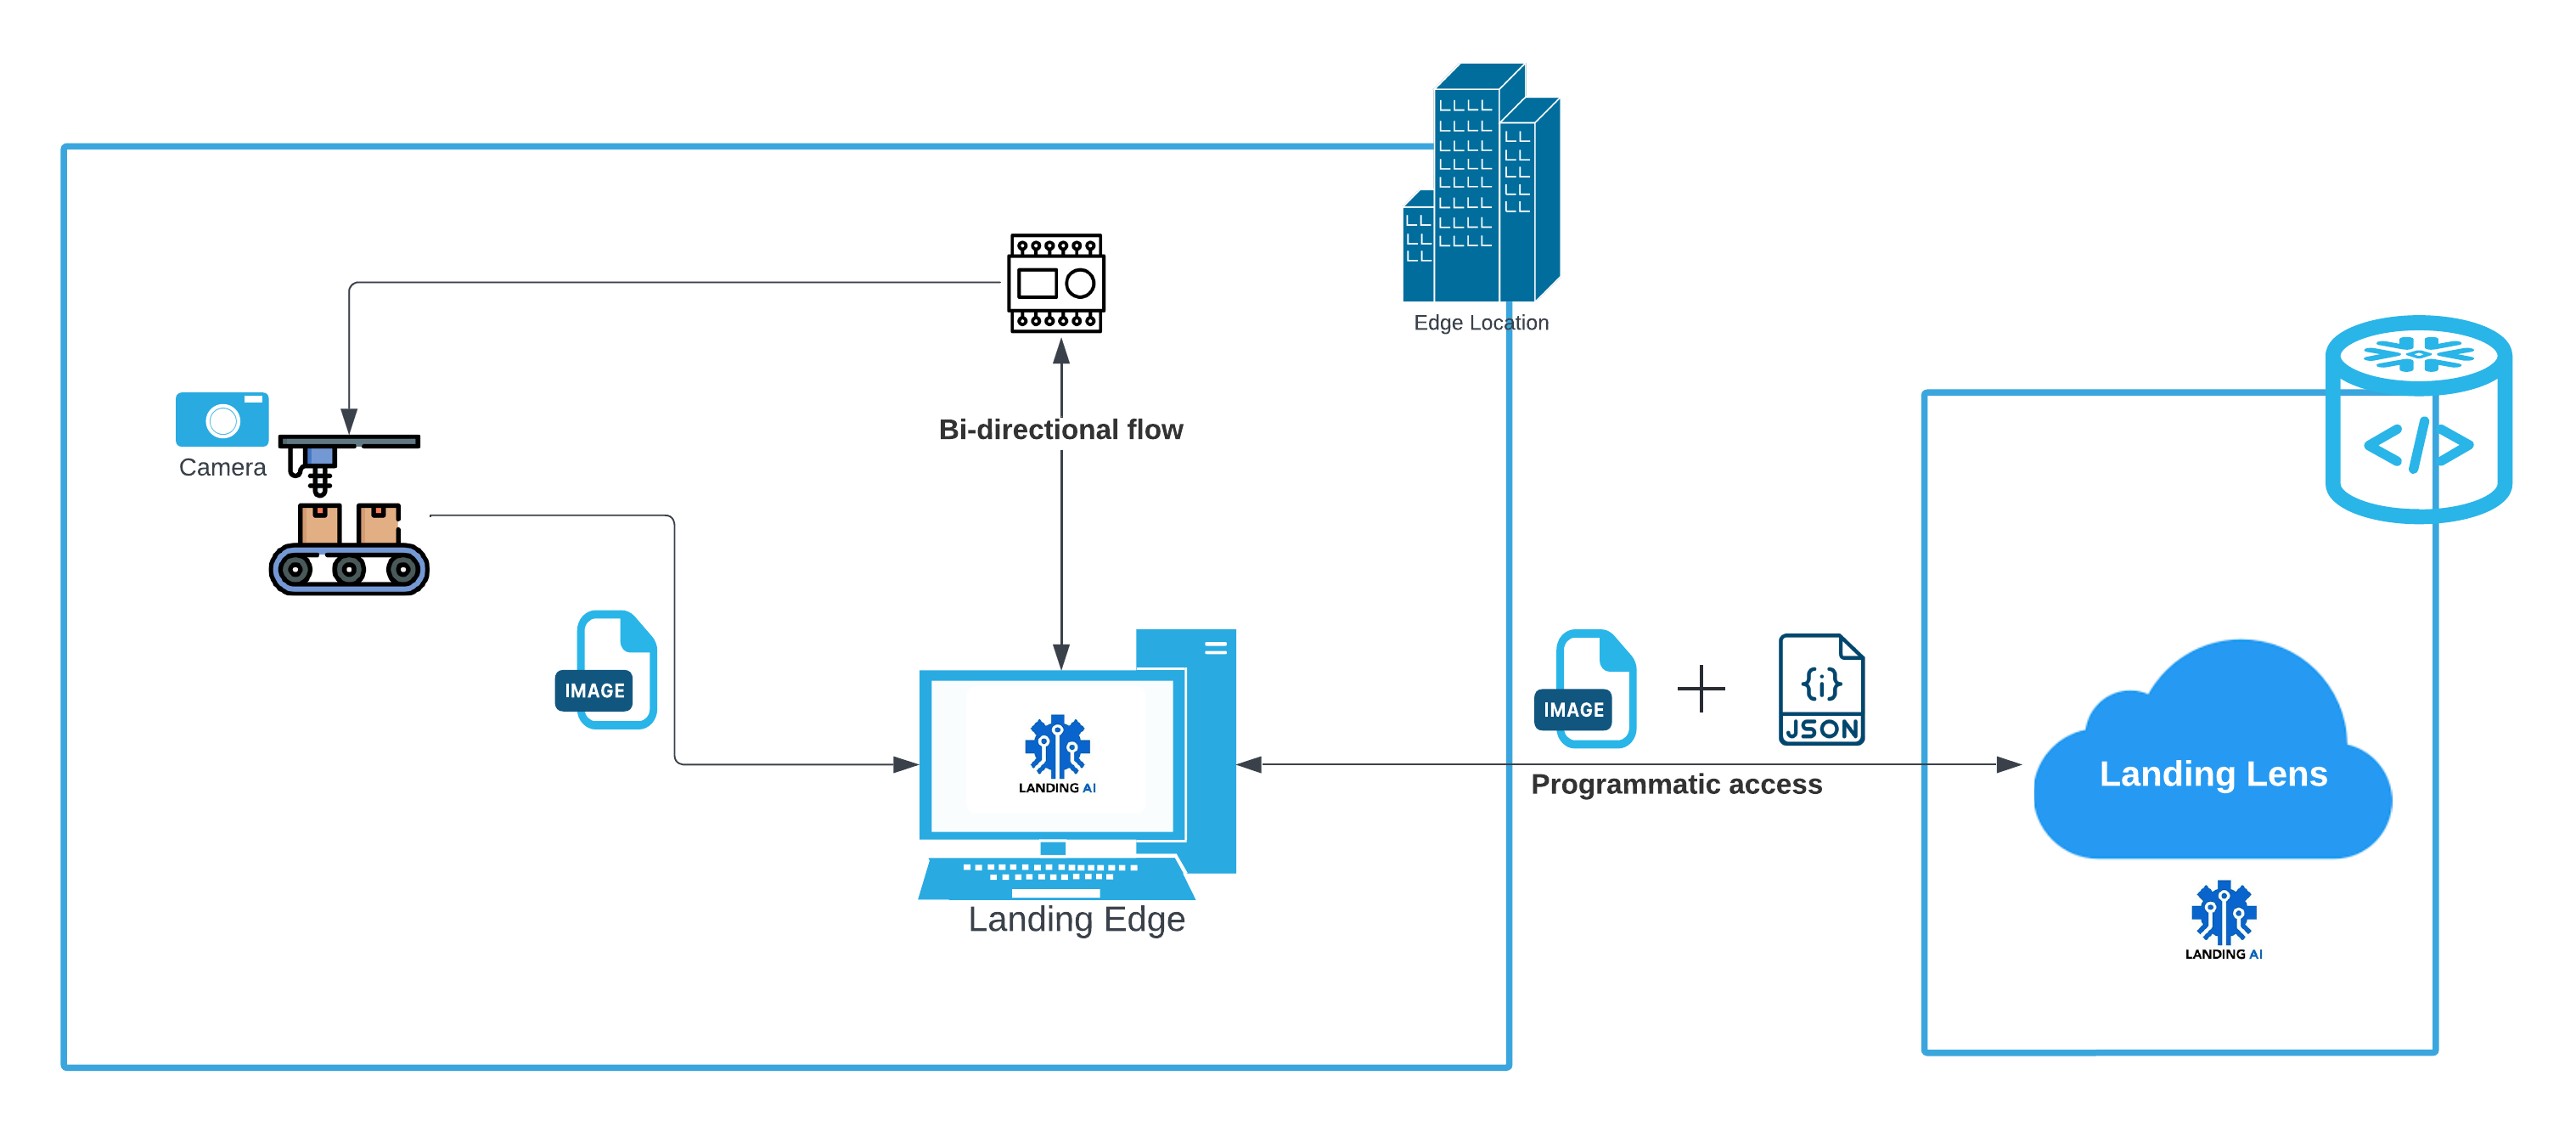 Edge Location
Camera
Bi-directional flow
</>
IMAGE
IMAGE
{i}
JSON
LANDING AI
Programmatic access
Landing Lens
Landing Edge
LANDING AI